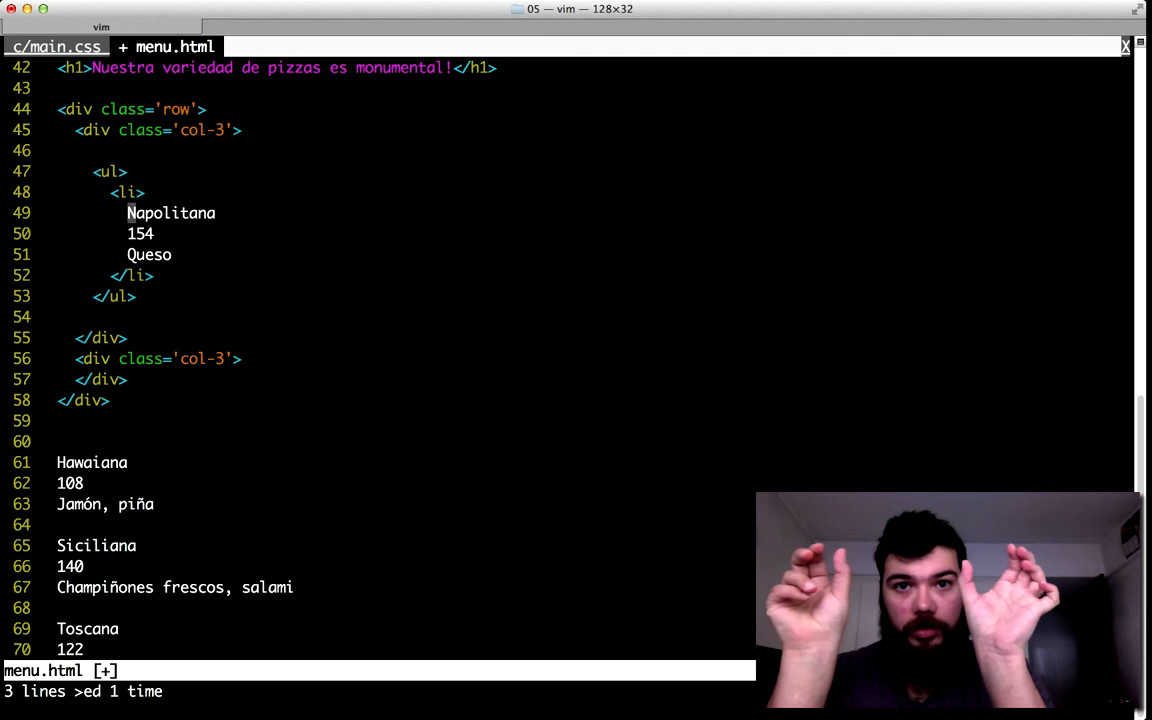 05 — vim — 128×32
vim
c/main.css + menu.html X
42 <h1>Nuestra variedad de pizzas es monumental!</h1>
43
44 <div class='row'>
45 <div class='col-3'>
46
47 <ul>
48 <li>
49 Napolitana
50 154
51 Queso
52 </li>
53 </ul>
54
55 </div>
56 <div class='col-3'>
57 </div>
58 </div>
59
60
61 Hawaiana
62 108
63 Jamón, piña
64
65 Siciliana
66 140
67 Champiñones frescos, salami
68
69 Toscana
70 122
menu.html [+]
3 lines >ed 1 time